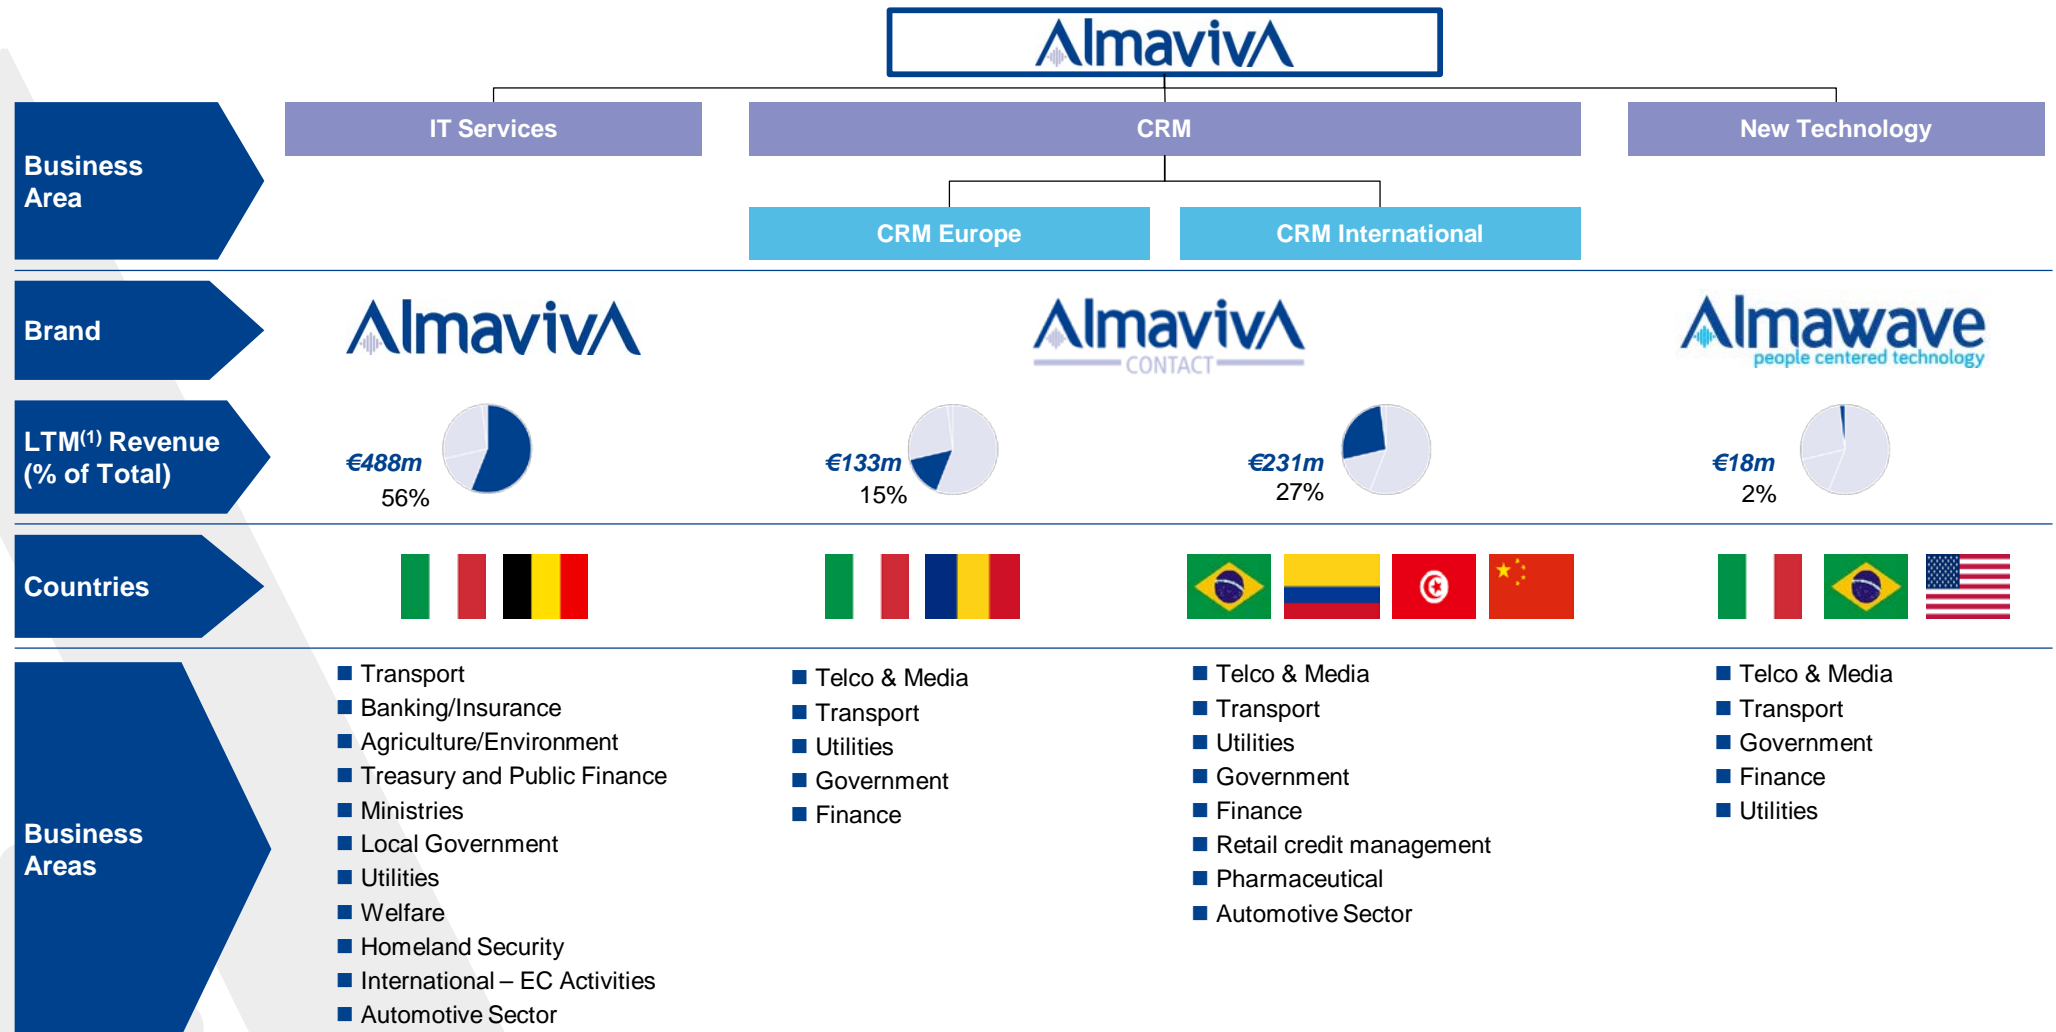 AlmavivA
IT Services
CRM
New Technology
Business
Area
CRM Europe
CRM International
Brand
AlmavivA
AlmavivA
CONTACT
Almawave
people centered technology
LTM(1) Revenue
(% of Total)
€488m
56%
€133m
15%
€231m
27%
€18m
2%
Countries
Business
Areas
Transport
Banking/Insurance
Agriculture/Environment
Treasury and Public Finance
Ministries
Local Government
Utilities
Welfare
Homeland Security
International – EC Activities
Automotive Sector
Telco & Media
Transport
Utilities
Government
Finance
Telco & Media
Transport
Utilities
Government
Finance
Retail credit management
Pharmaceutical
Automotive Sector
Telco & Media
Transport
Government
Finance
Utilities